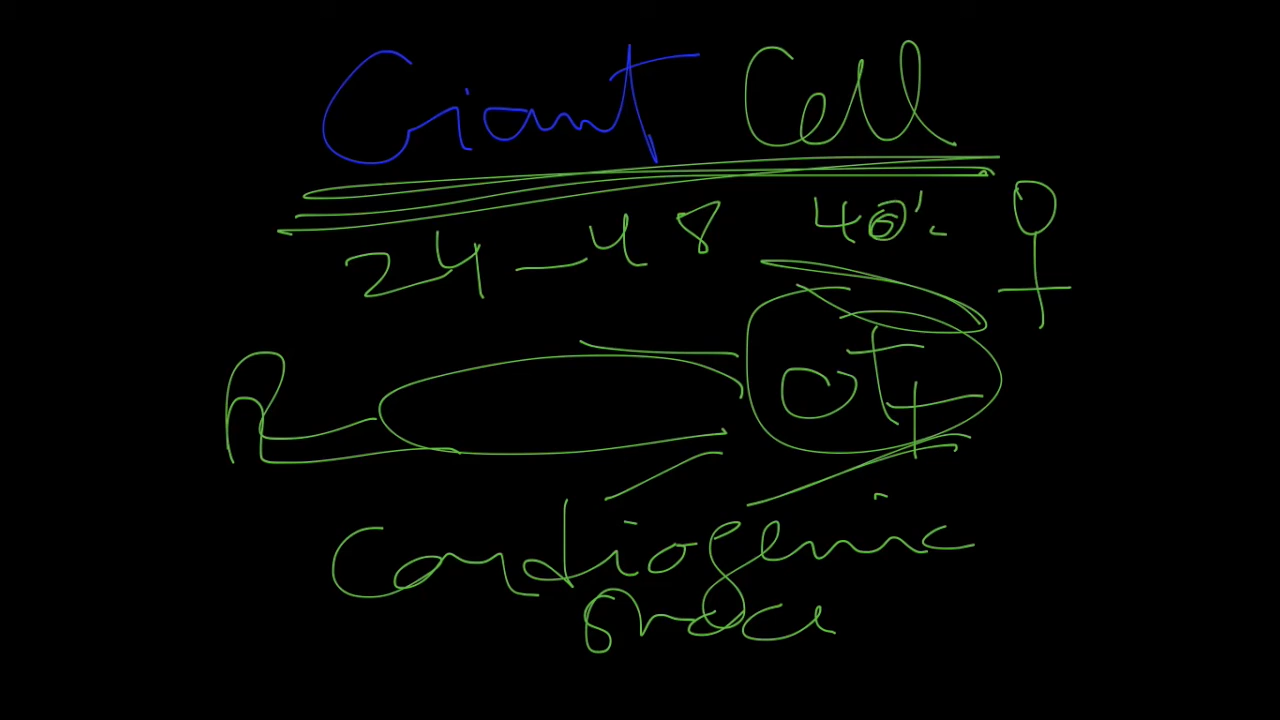 Giant Cell
24-48 40's - ♀
Cardiogenic
Shock